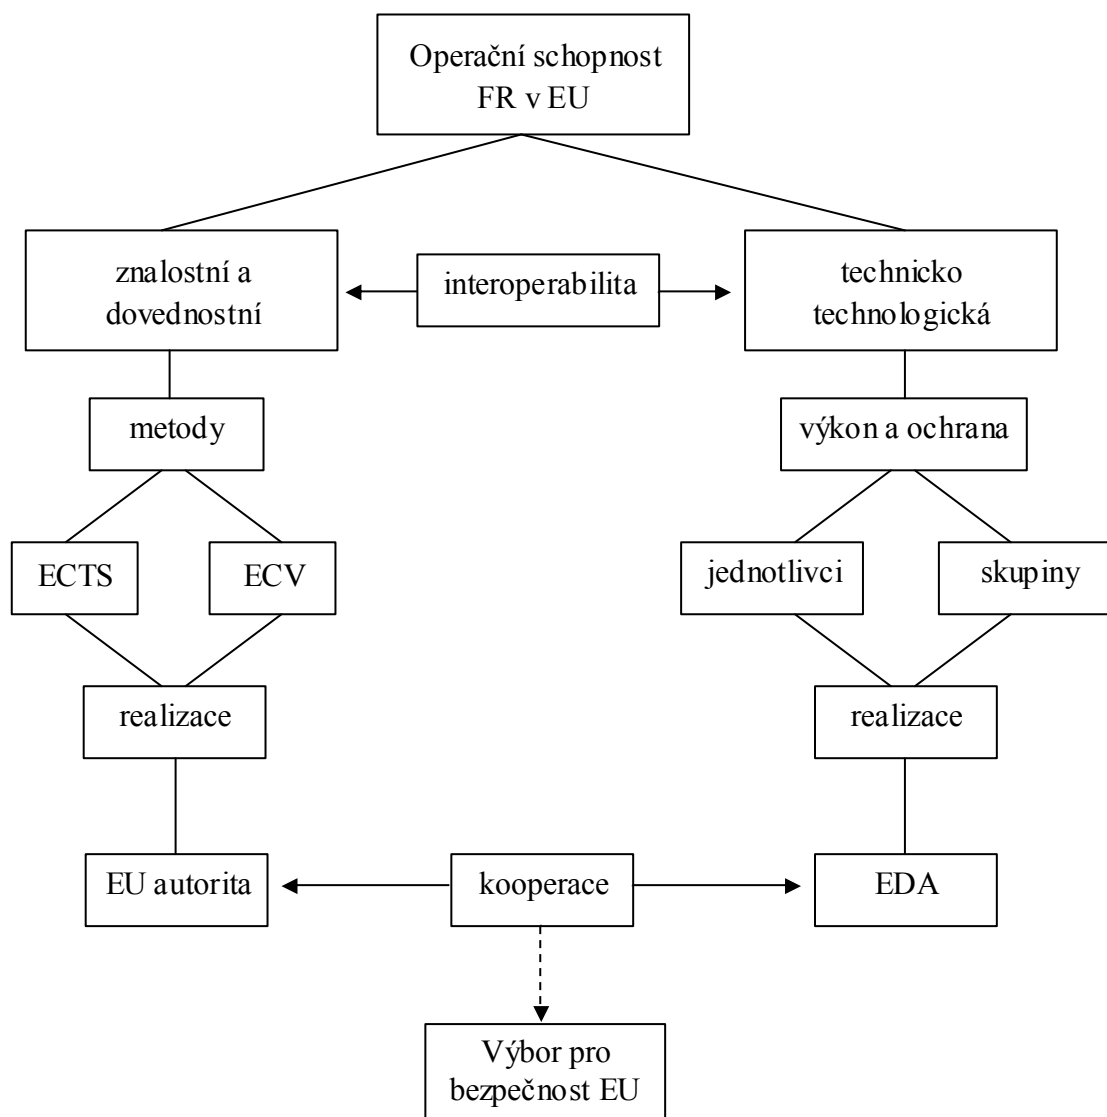 Operační schopnost
FR v EU
znalostní a
dovednostní
interoperabilita
technicko
technologická
metody
výkon a ochrana
ECTS
ECV
jednotlivci
skupiny
realizace
realizace
EU autorita
kooperace
EDA
Výbor pro
bezpečnost EU